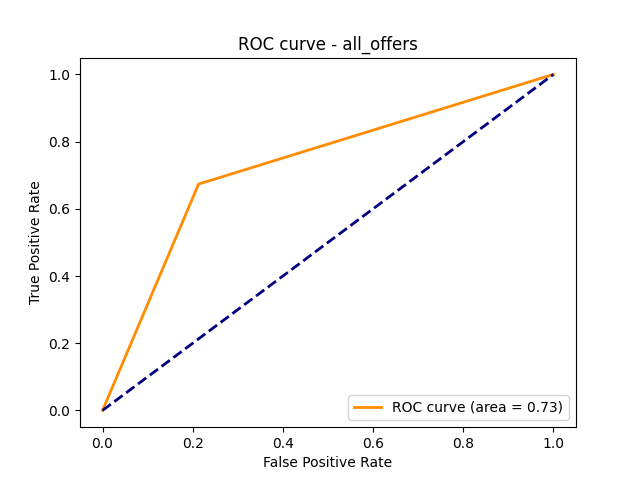 ROC curve - all_offers
True Positive Rate
1.0
0.8
0.6
0.4
0.2
0.0
0.0 0.2 0.4 0.6 0.8 1.0
False Positive Rate
ROC curve (area = 0.73)